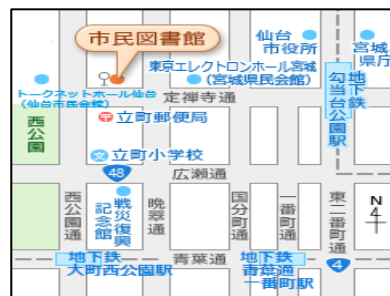 市民図書館
仙台
市役所
宮城
県庁
東京エレクトロンホール宮城
(宮城県民会館)
地下鉄
勾当台公園駅
トークネットホール仙台
(仙台市民会館)
定禅寺通
立町郵便局
西公園
立町小学校
48
広瀬通
西公園通
戦災復興
記念館
晩翠通
国分町通
一番町通
東二番町通
N
4
地下鉄
大町西公園駅
青葉通
地下鉄
青葉通
一番町駅
4